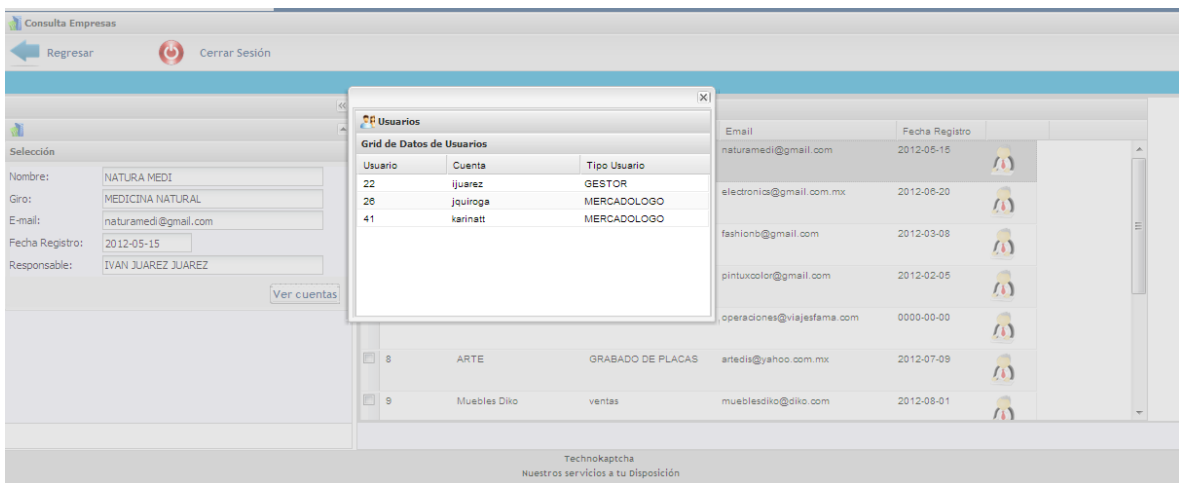 Consulta Empresas
Regresar Cerrar Sesión
Usuarios
Grid de Datos de Usuarios
Usuario Cuenta Tipo Usuario
22 ijuarez GESTOR
26 jquiroga MERCADOLOGO
41 karinatt MERCADOLOGO
Selección
Nombre: NATURA MEDI
Giro: MEDICINA NATURAL
E-mail: naturamedi@gmail.com
Fecha Registro: 2012-05-15
Responsable: IVAN JUAREZ JUAREZ
Ver cuentas
Email Fecha Registro
naturamedi@gmail.com 2012-05-15
electronics@gmail.com.mx 2012-06-20
fashionb@gmail.com 2012-03-08
pintuxcolor@gmail.com 2012-02-05
operaciones@viajesfama.com 0000-00-00
8 ARTE GRABADO DE PLACAS artedis@yahoo.com.mx 2012-07-09
9 Muebles Diko ventas mueblesdiko@diko.com 2012-08-01
Technokaptcha
Nuestros servicios a tu Disposición